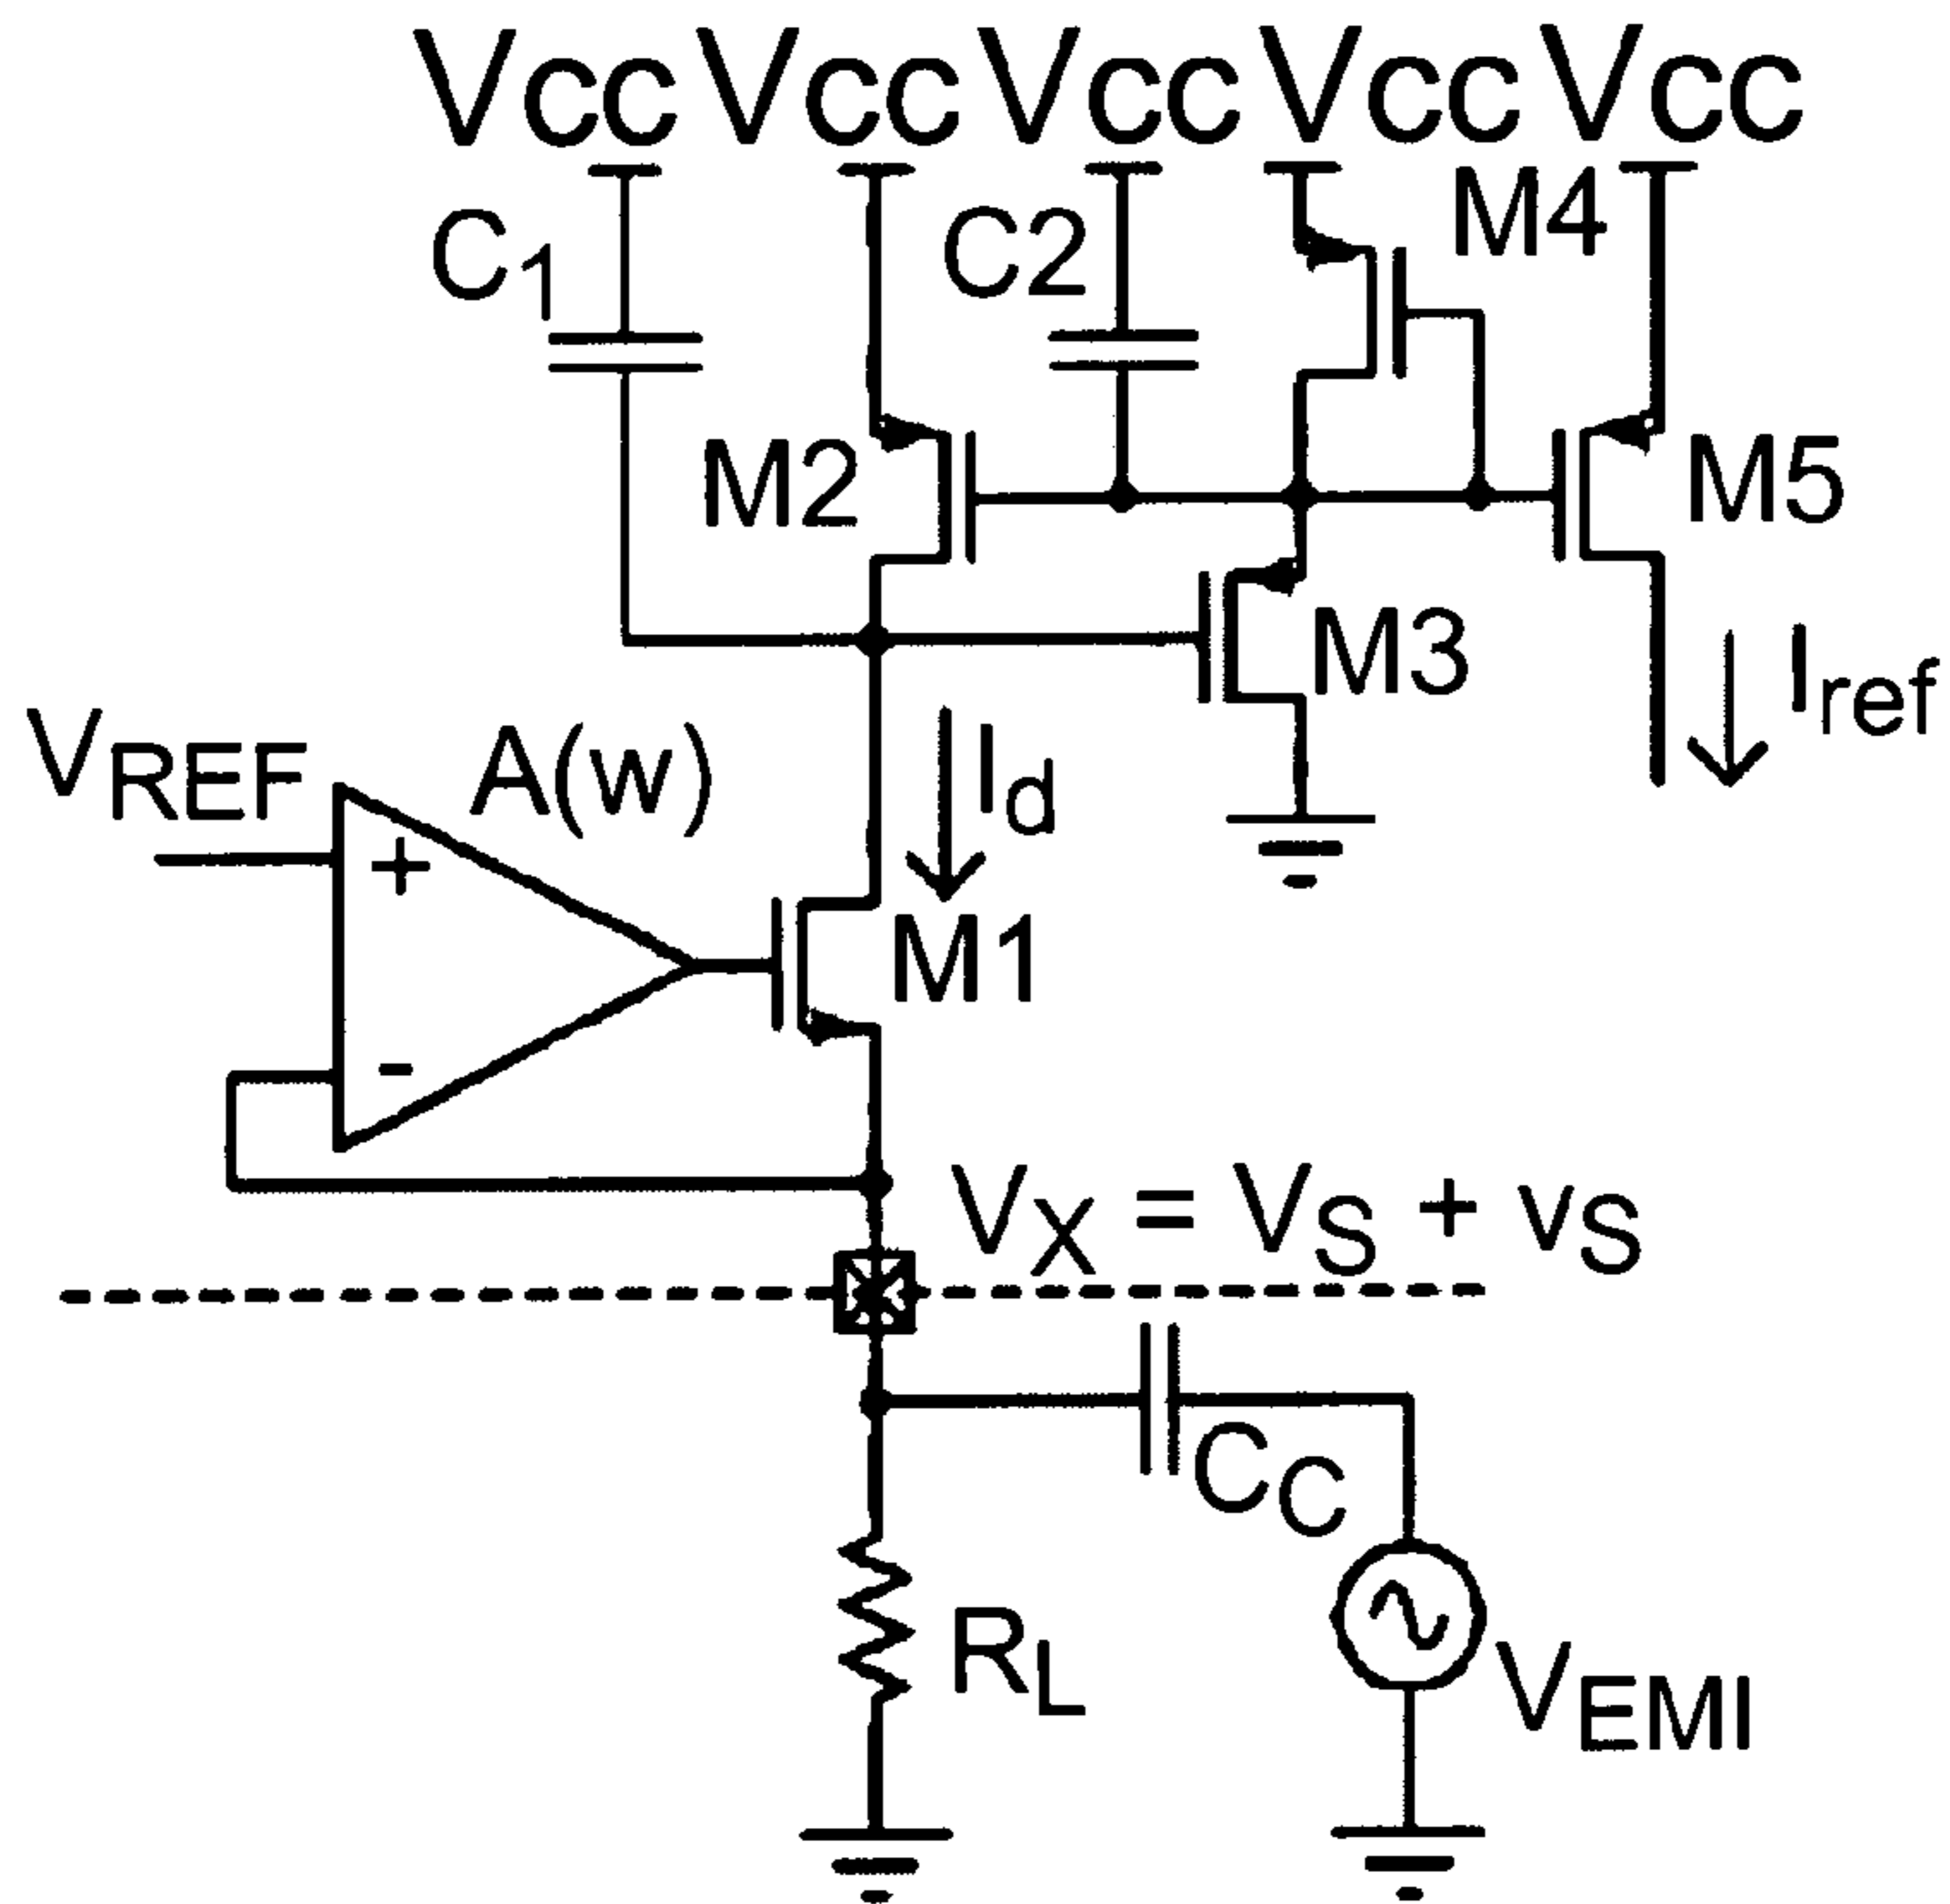 Vcc Vcc Vcc Vcc Vcc
M4
C1
C2
M2
M5
M3
Iref
VREF
A(w)
Id
+
M1
-
VX = VS + vS
CC
RL
VEMI